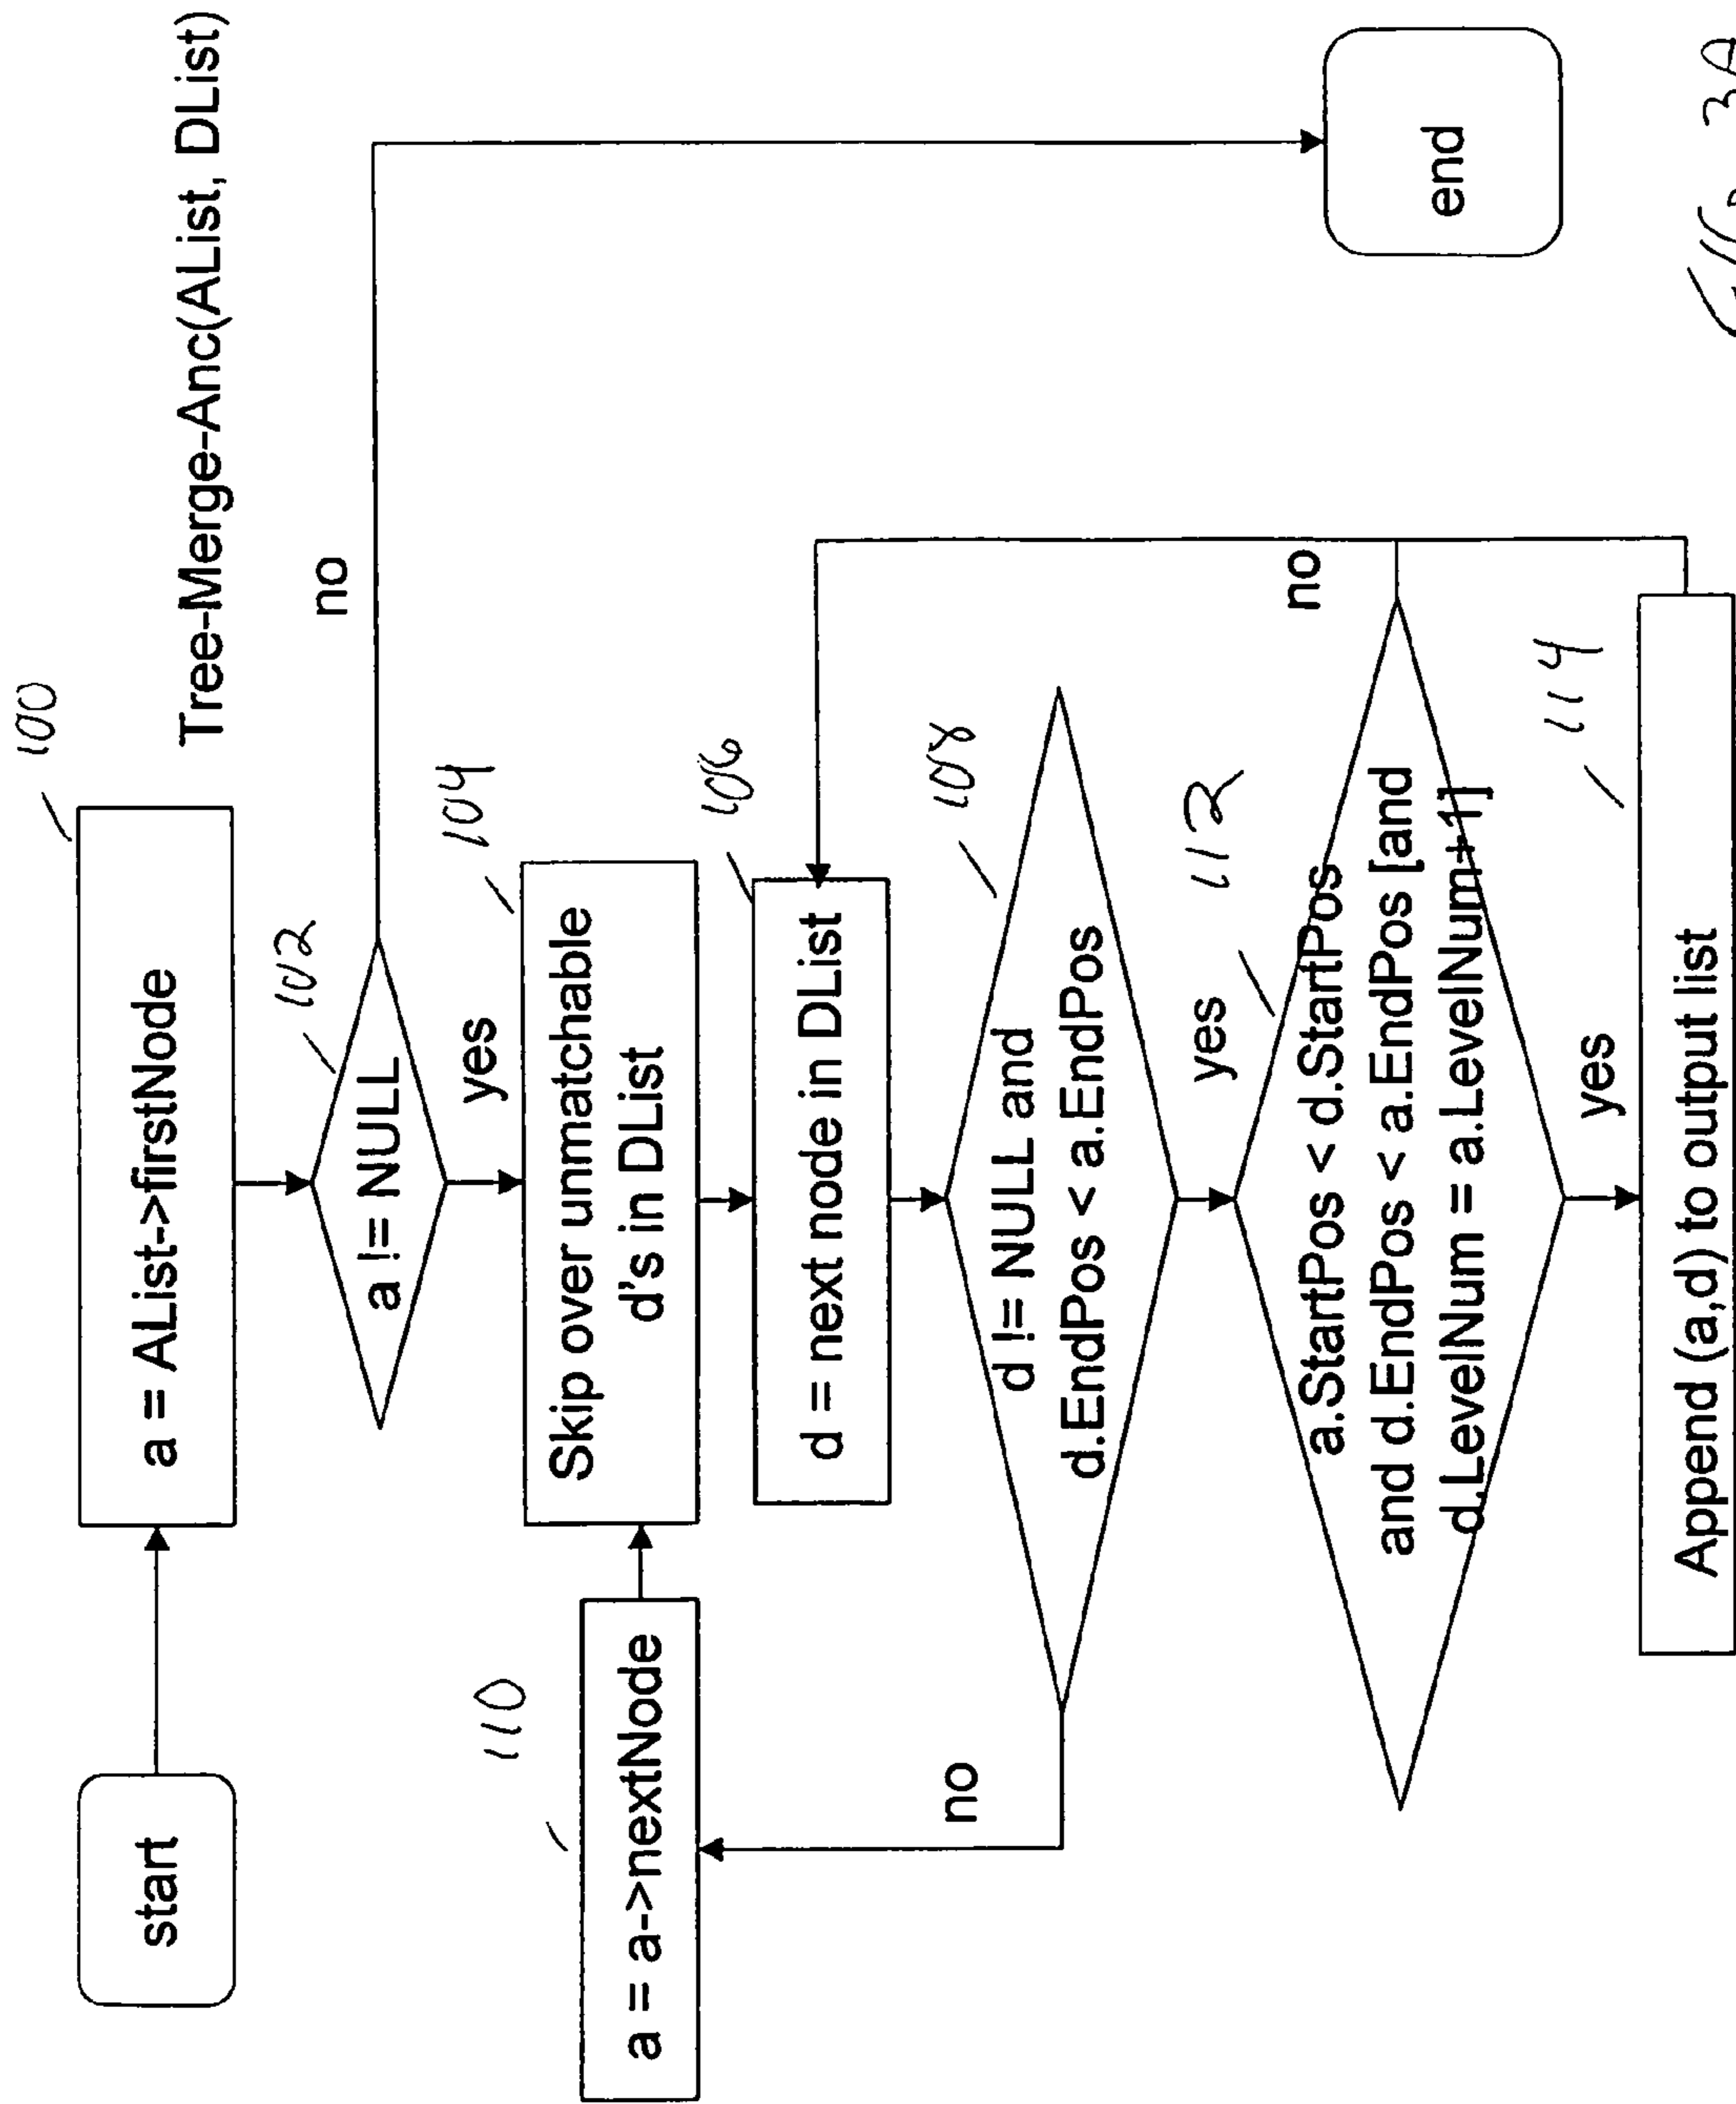 100
Tree-Merge-Anc(AList, DList)
start
a = AList->firstNode
102
a != NULL
no
yes
104
Skip over unmatchable
d's in DList
110
a = a->nextNode
106
d = next node in DList
108
d != NULL and
d.EndPos < a.EndPos
no
yes
112
a.StartPos < d.StartPos
and d.EndPos < a.EndPos [and
d.LevelNum = a.LevelNum+1]
no
yes
114
Append (a,d) to output list
end
3A